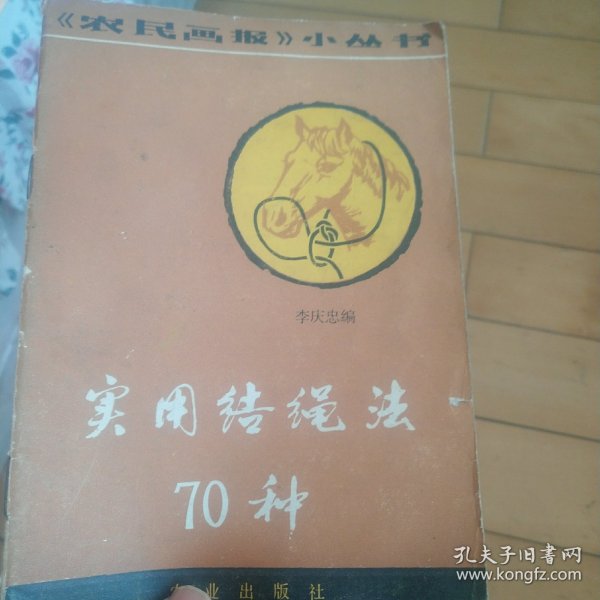 《农民画报》小丛书
李庆忠编
实用结绳法
70种
农业出版社
孔夫子旧书网
www.kongfz.com